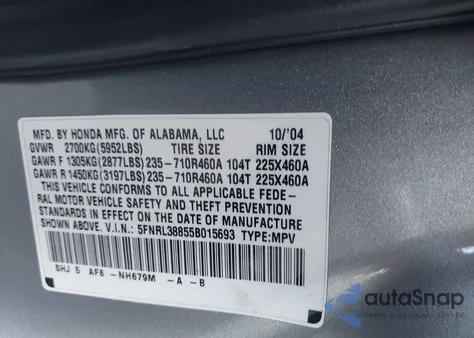 MFD. BY HONDA MFG. OF ALABAMA, LLC 10/'04
GVWR 2700KG(5952LBS) TIRE SIZE RIM SIZE
GAWR F 1305KG(2877LBS) 235-710R460A 104T 225X460A
GAWR R 1450KG(3197LBS) 235-710R460A 104T 225X460A
THIS VEHICLE CONFORMS TO ALL APPLICABLE FEDE-
RAL MOTOR VEHICLE SAFETY AND THEFT PREVENTION
STANDARDS IN EFFECT ON THE DATE OF MANUFACTURE
SHOWN ABOVE. V.I.N.: 5FNRL38855B015693 TYPE:MPV
SHJ 5 AF8 -NH679M -A -B
autoSnap